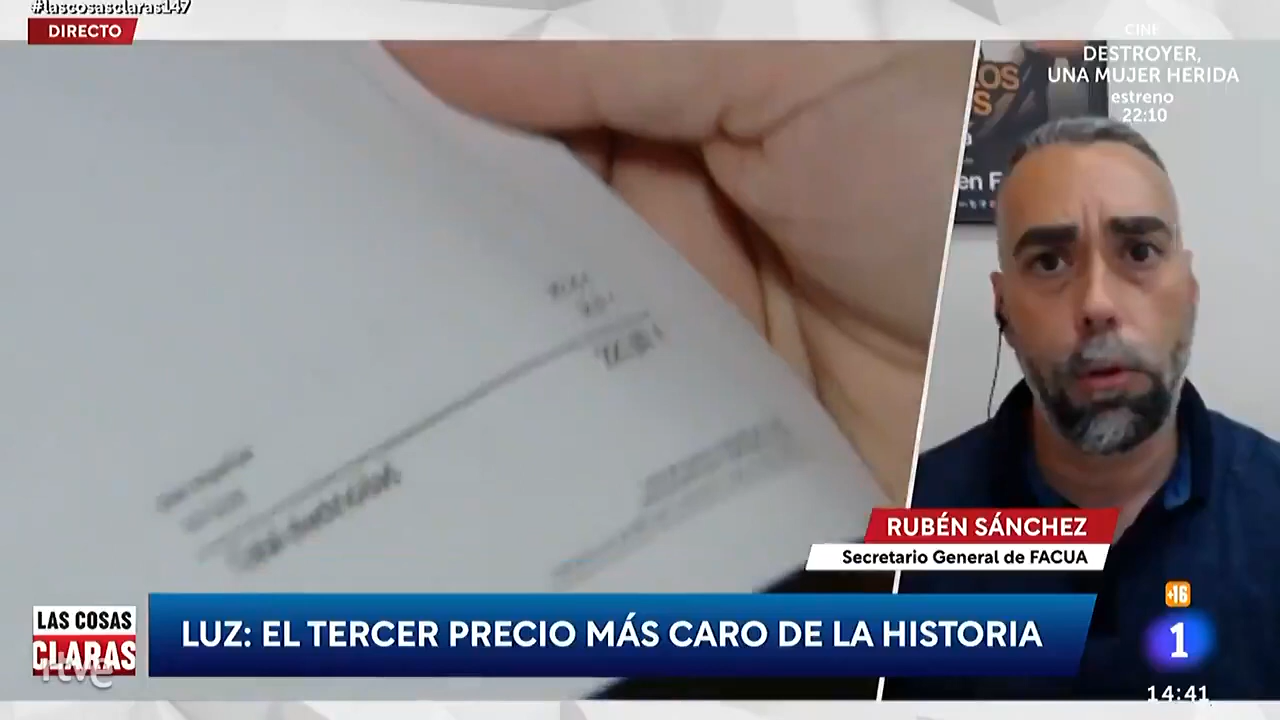 #lascosasclaras147
DIRECTO
CINE
DESTROYER,
UNA MUJER HERIDA
estreno
22:10
en F
RUBÉN SÁNCHEZ
Secretario General de FACUA
+16
LAS COSAS
CLARAS
rtve
LUZ: EL TERCER PRECIO MÁS CARO DE LA HISTORIA
1
14:41